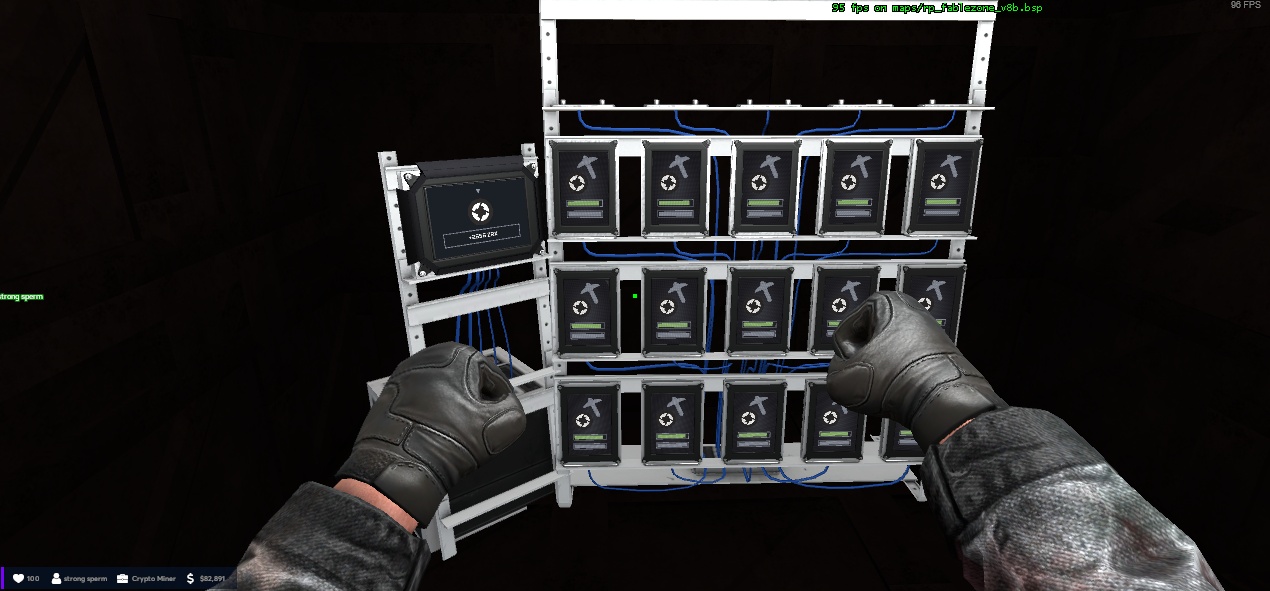 95 fps on maps/rp_fablezone_v8b.bsp
96 FPS
strong sperm
100
strong sperm
Crypto Miner
$82,891